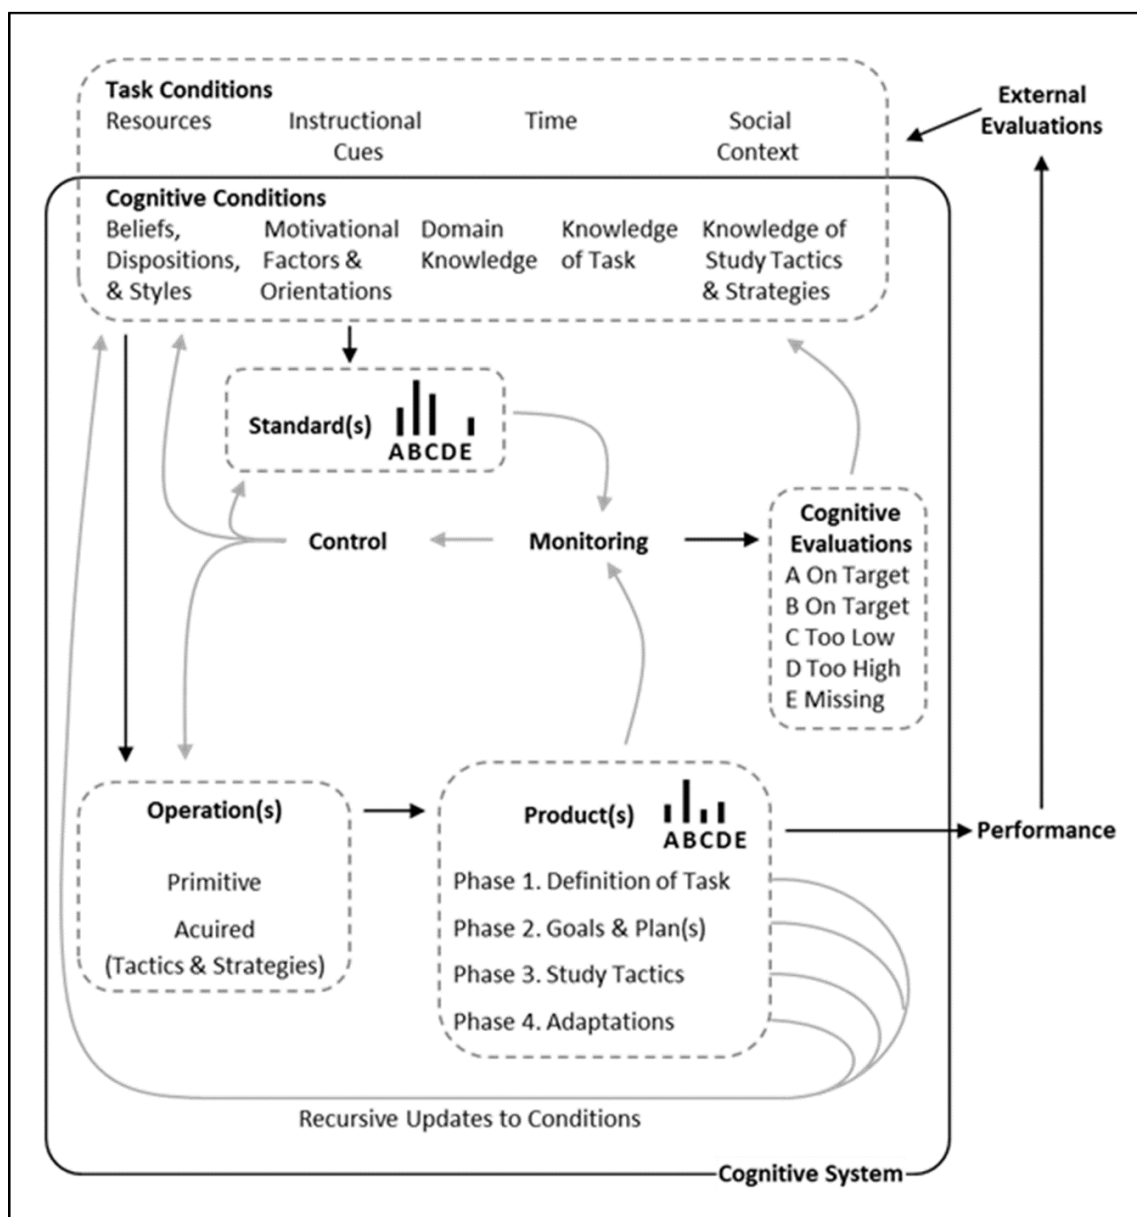 Task Conditions
Resources
Instructional
Cues
Time
Social
Context
External
Evaluations
Cognitive Conditions
Beliefs,
Dispositions,
& Styles
Motivational
Factors &
Orientations
Domain
Knowledge
Knowledge
of Task
Knowledge of
Study Tactics
& Strategies
Standard(s)
ABCDE
Control
Monitoring
Cognitive
Evaluations
A On Target
B On Target
C Too Low
D Too High
E Missing
Operation(s)
Primitive
Acuired
(Tactics & Strategies)
Product(s)
ABCDE
Phase 1. Definition of Task
Phase 2. Goals & Plan(s)
Phase 3. Study Tactics
Phase 4. Adaptations
Performance
Recursive Updates to Conditions
Cognitive System